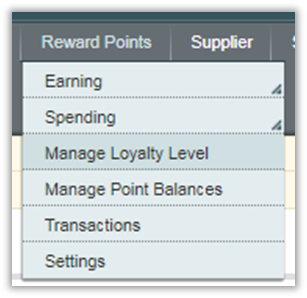 Reward Points Supplier
Earning
Spending
Manage Loyalty Level
Manage Point Balances
Transactions
Settings